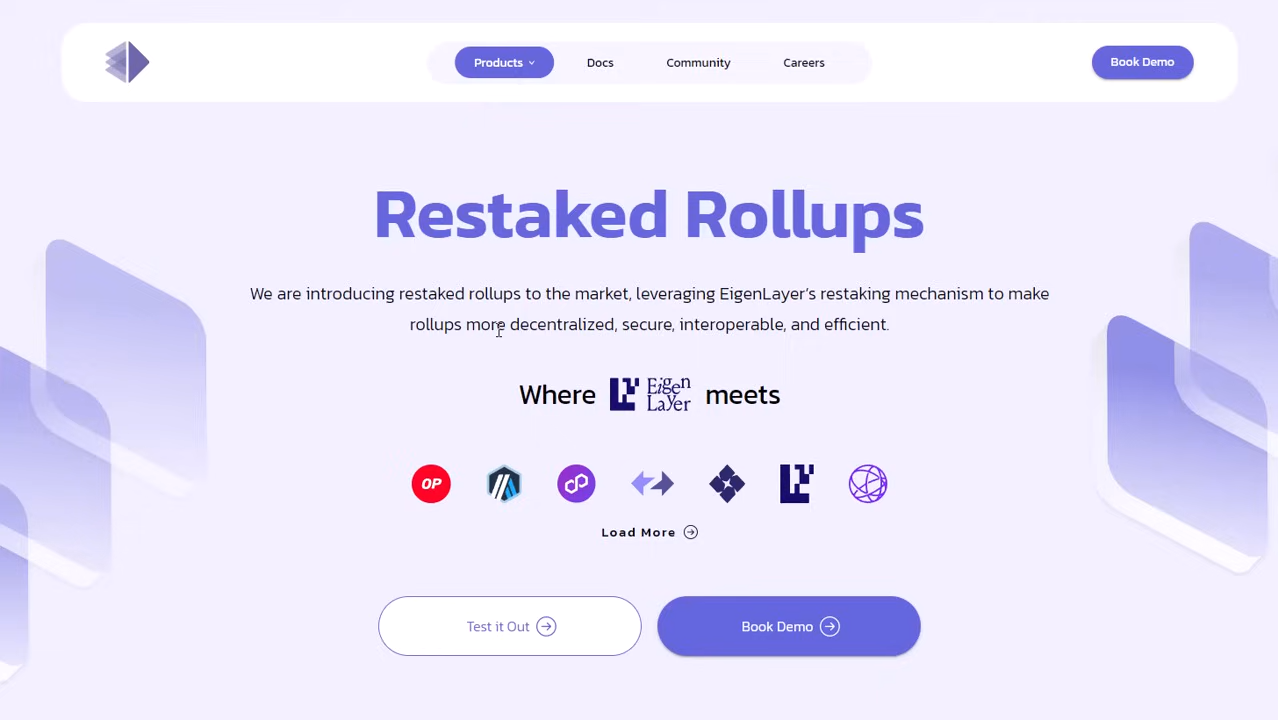 Products
Docs
Community
Careers
Book Demo
Restaked Rollups
We are introducing restaked rollups to the market, leveraging EigenLayer’s restaking mechanism to make
rollups more decentralized, secure, interoperable, and efficient.
Where Eigen Layer meets
OP
Load More
Test it Out
Book Demo